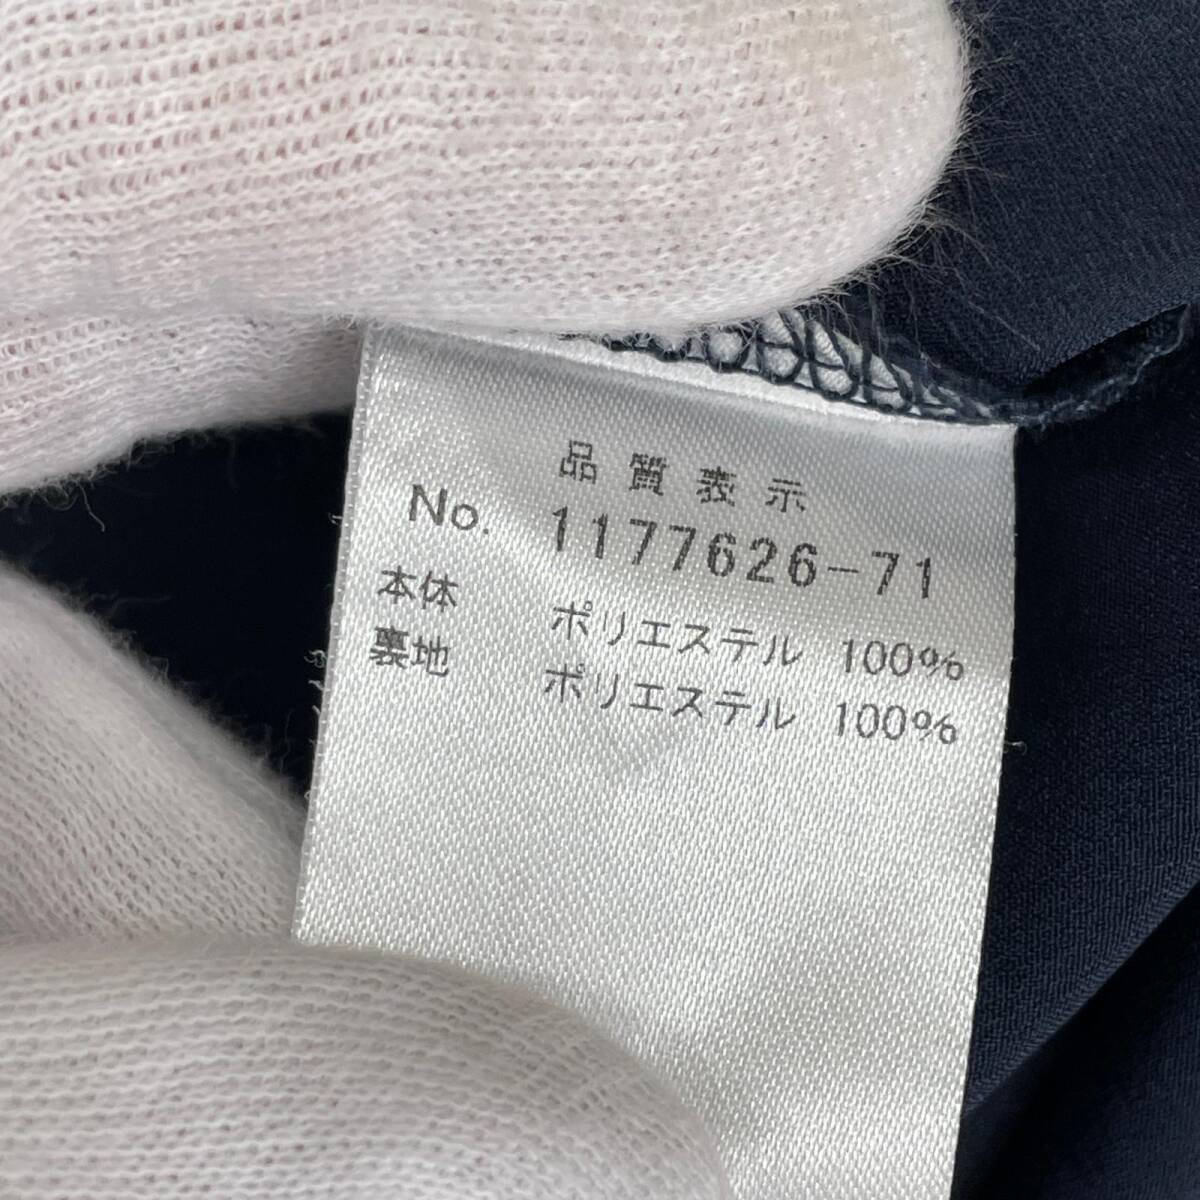 品質表示
No. 1177626-71
本体 ポリエステル 100%
裏地 ポリエステル 100%